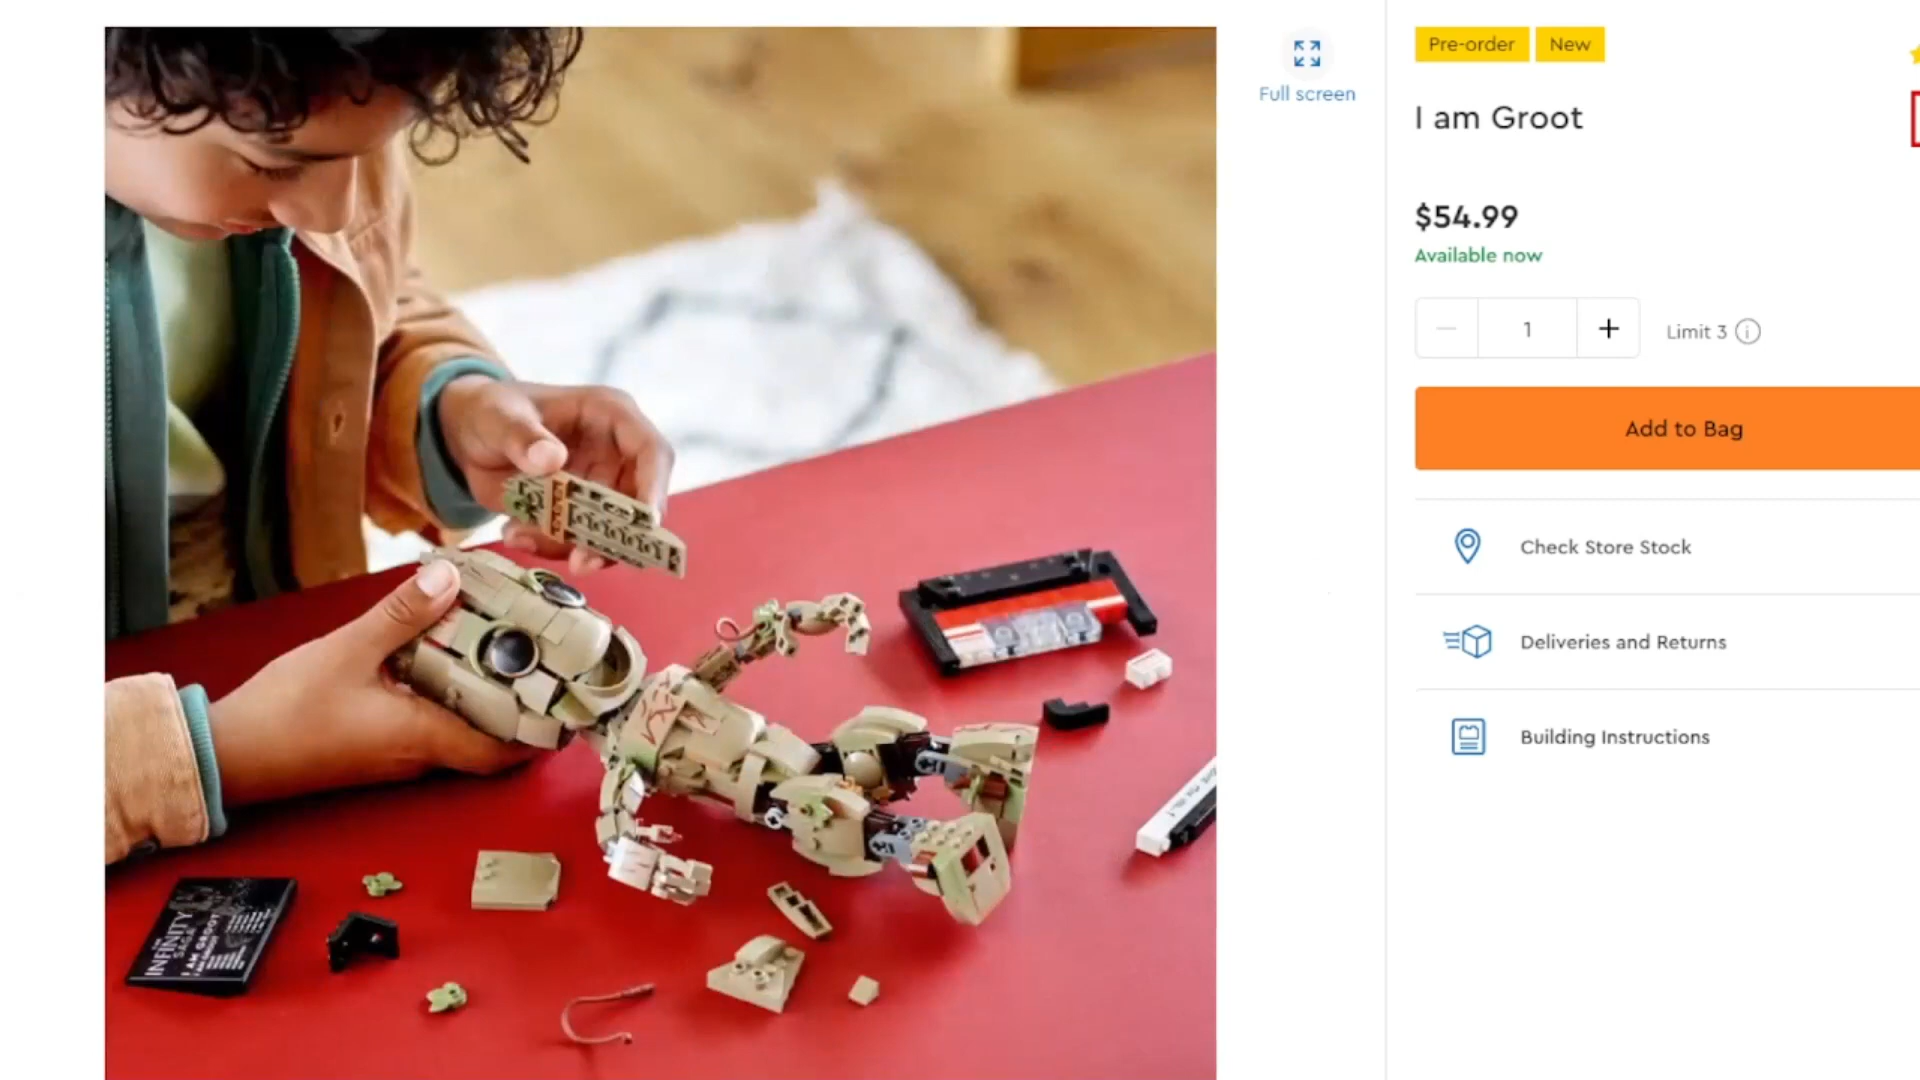 Pre-order
New
Full screen
I am Groot
$54.99
Available now
1
Limit 3
Add to Bag
Check Store Stock
Deliveries and Returns
Building Instructions
THE
INFINITY
SAGA
I AM GROOT